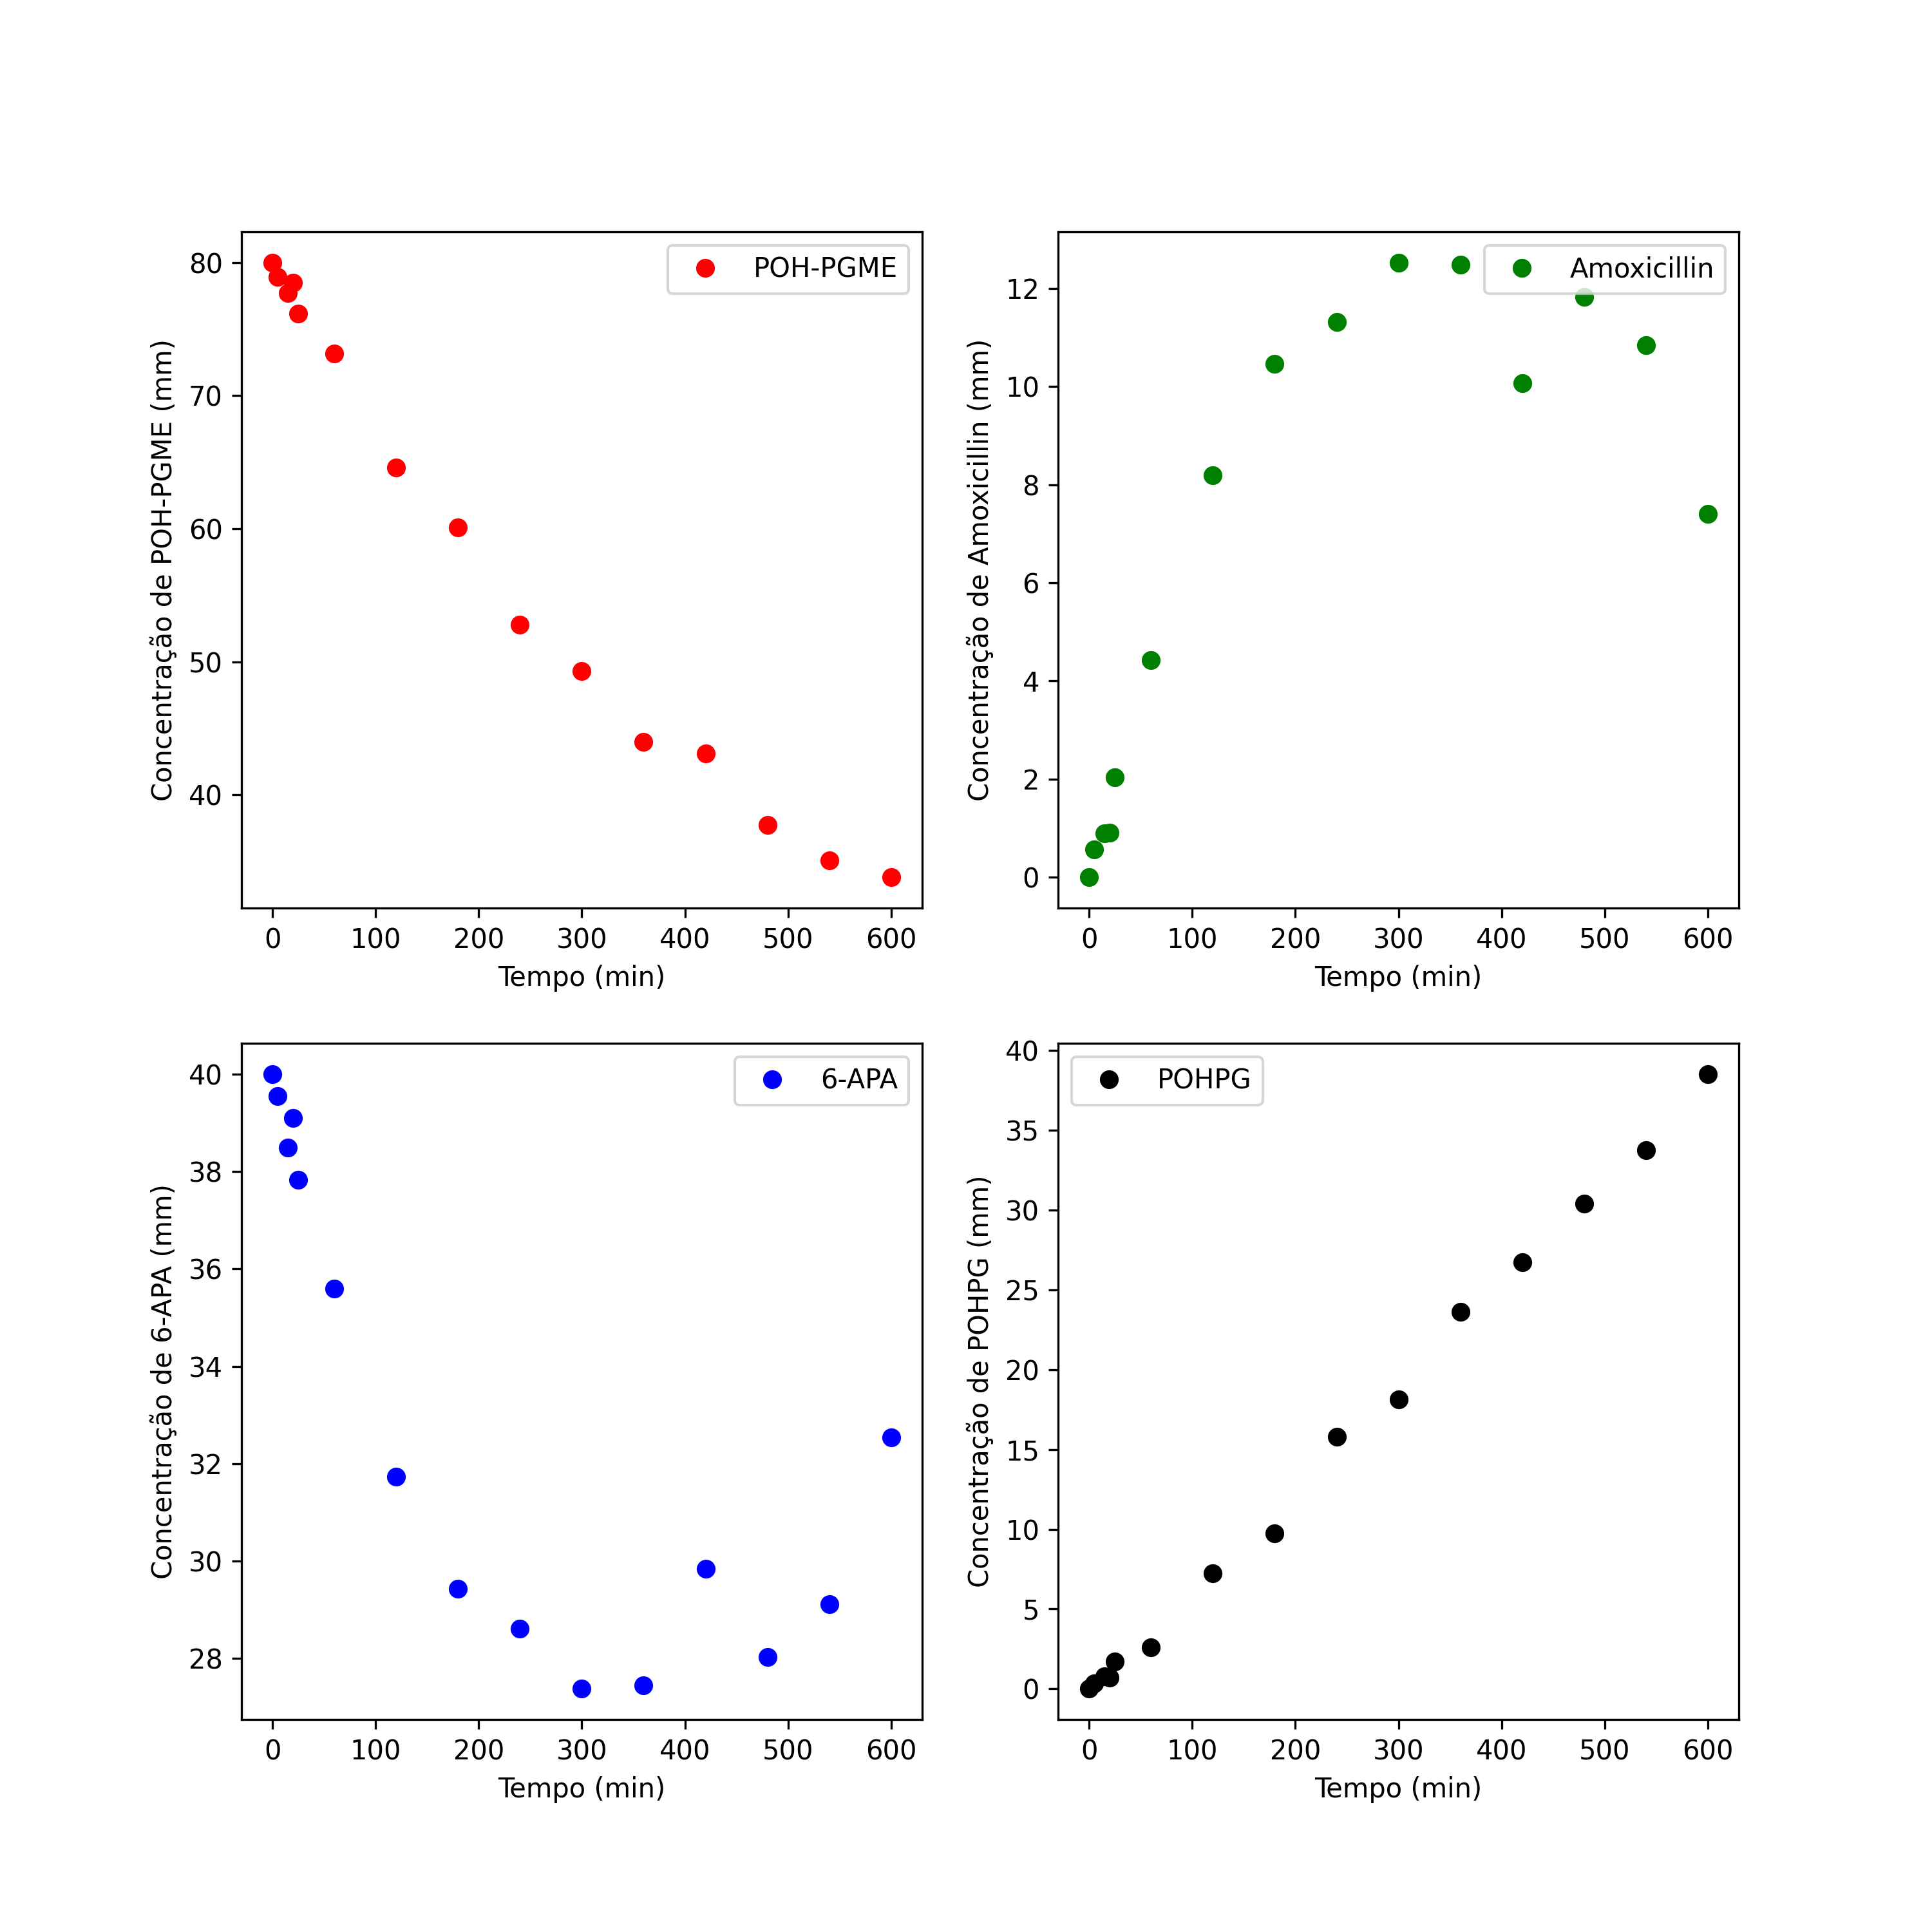 POH-PGME
80
70
60
50
40
Concentração de POH-PGME (mm)
0 100 200 300 400 500 600
Tempo (min)
Amoxicillin
12
10
8
6
4
2
0
Concentração de Amoxicillin (mm)
0 100 200 300 400 500 600
Tempo (min)
6-APA
40
38
36
34
32
30
28
Concentração de 6-APA (mm)
0 100 200 300 400 500 600
Tempo (min)
POHPG
40
35
30
25
20
15
10
5
0
Concentração de POHPG (mm)
0 100 200 300 400 500 600
Tempo (min)